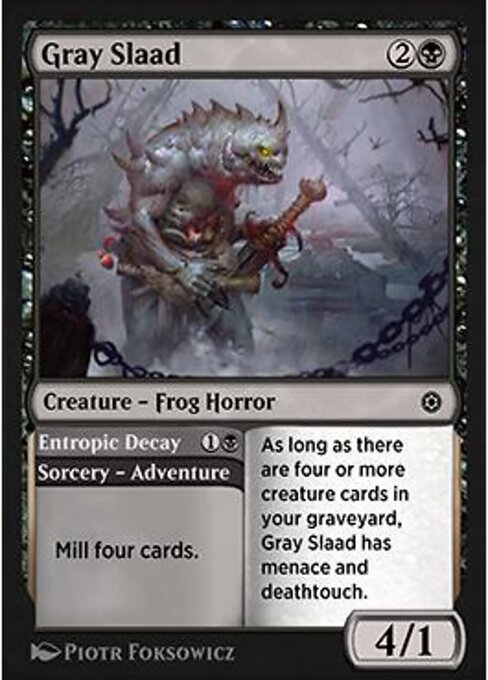 Gray Slaad 2
Creature – Frog Horror
Entropic Decay 1
Sorcery – Adventure
Mill four cards.
As long as there
are four or more
creature cards in
your graveyard,
Gray Slaad has
menace and
deathtouch.
4/1
Piotr Foksowicz